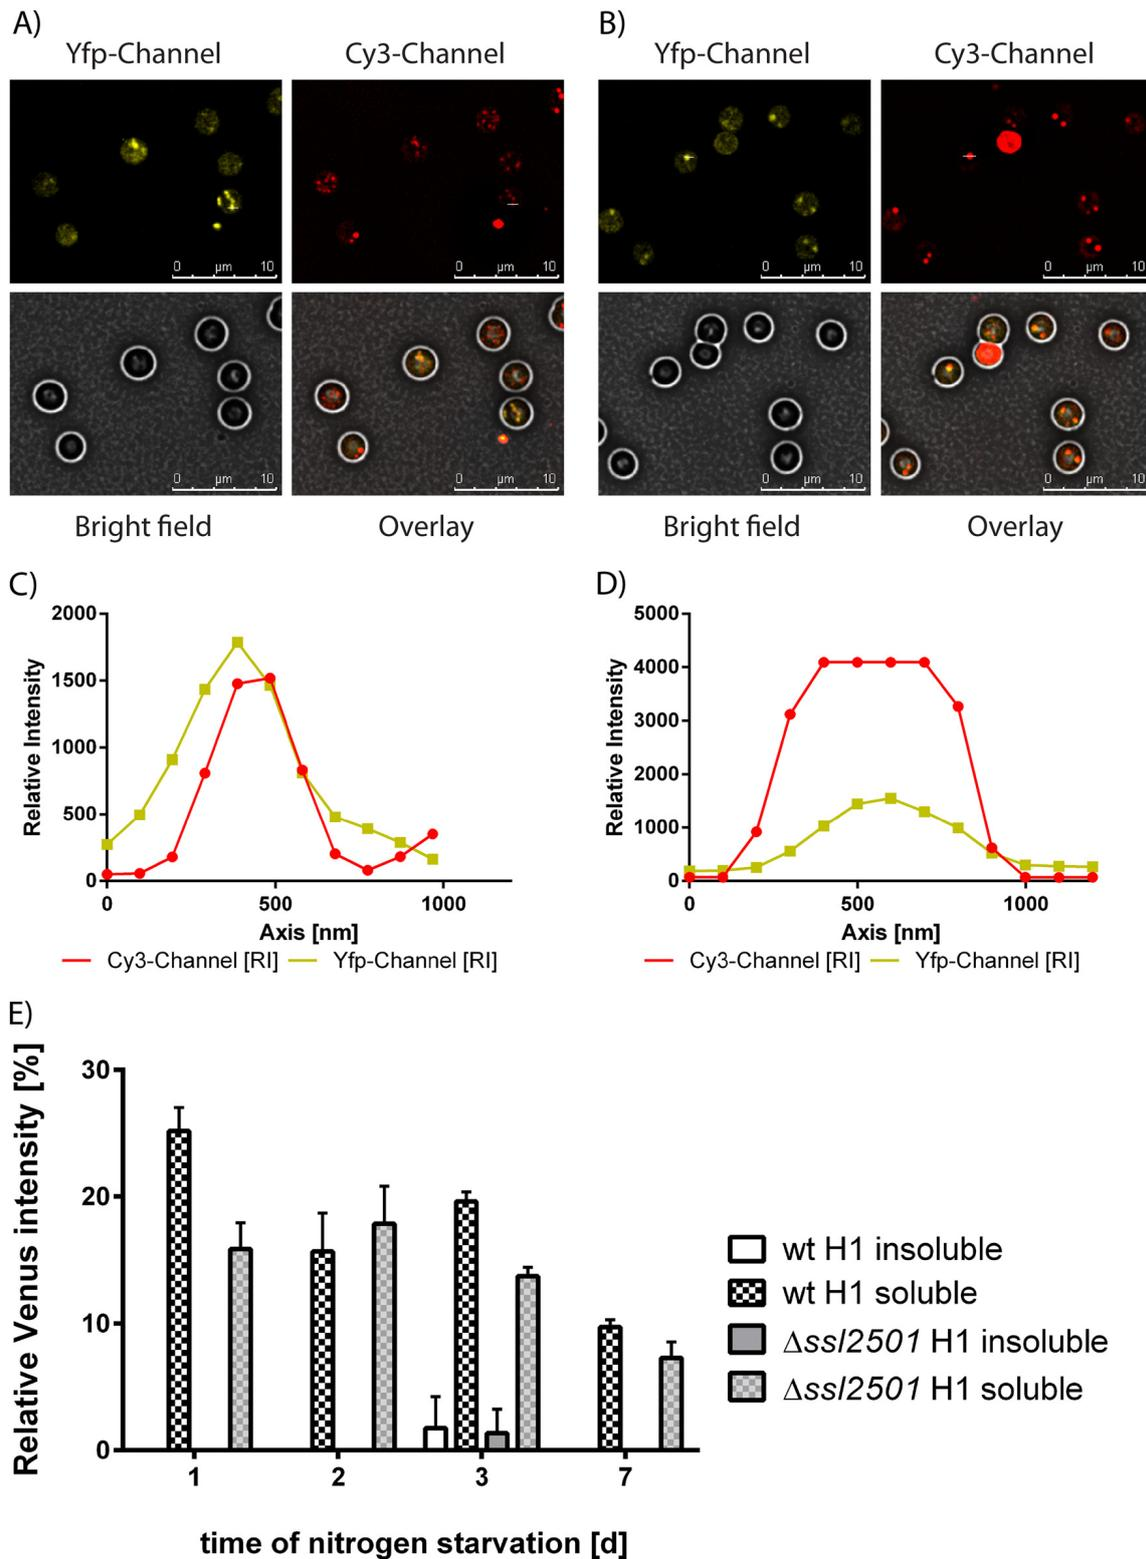 A)
B)
Yfp-Channel
Cy3-Channel
Yfp-Channel
Cy3-Channel
0 µm 10
0 µm 10
0 µm 10
0 µm 10
0 µm 10
0 µm 10
0 µm 10
0 µm 10
Bright field
Overlay
Bright field
Overlay
C)
2000
1500
1000
500
0
Relative Intensity
0 500 1000
Axis [nm]
Cy3-Channel [RI] Yfp-Channel [RI]
D)
5000
4000
3000
2000
1000
0
Relative Intensity
0 500 1000
Axis [nm]
Cy3-Channel [RI] Yfp-Channel [RI]
E)
Relative Venus intensity [%]
30
20
10
0
1 2 3 7
time of nitrogen starvation [d]
wt H1 insoluble
wt H1 soluble
Δssl2501 H1 insoluble
Δssl2501 H1 soluble